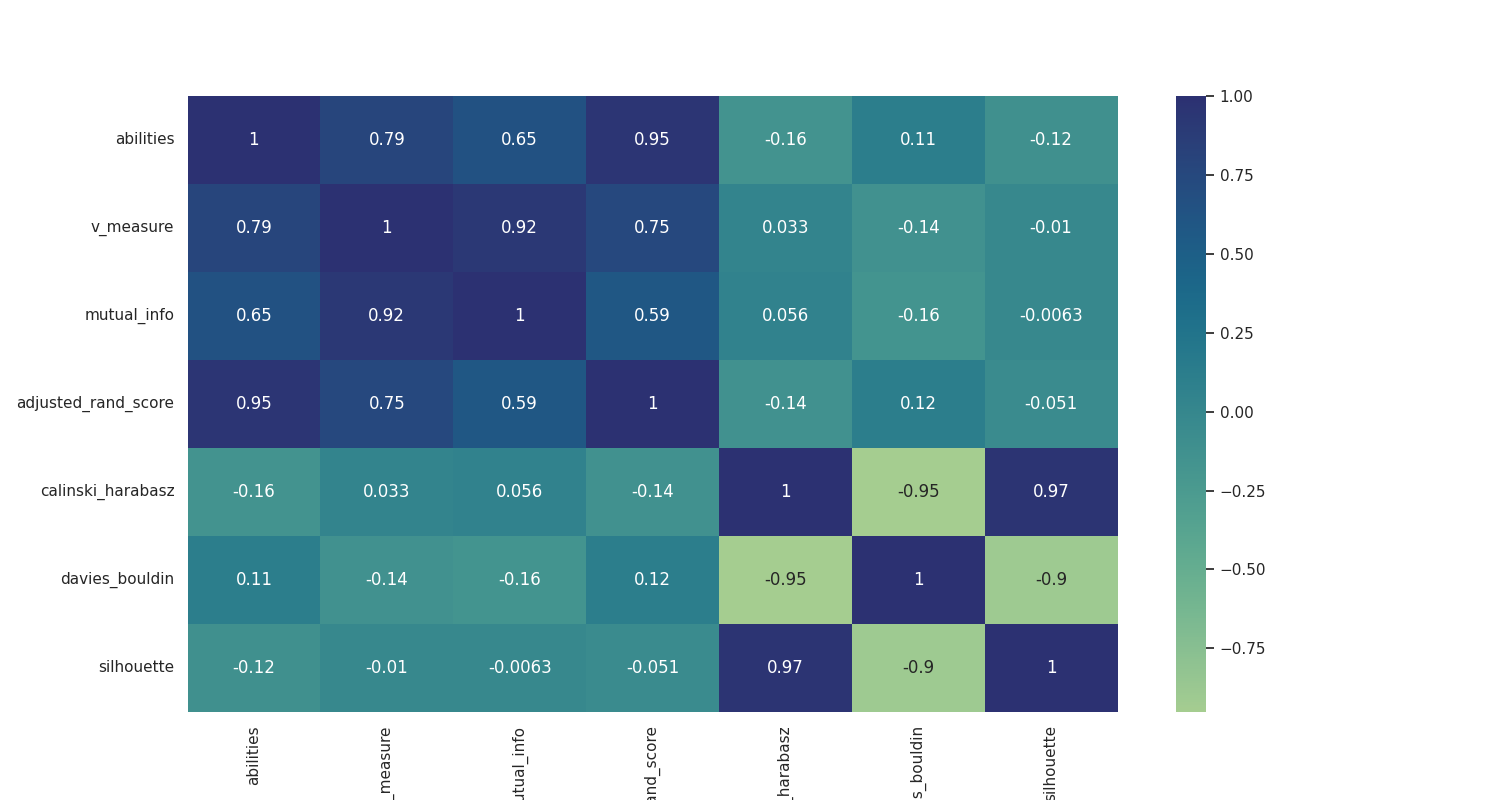 abilities 1 0.79 0.65 0.95 -0.16 0.11 -0.12
v_measure 0.79 1 0.92 0.75 0.033 -0.14 -0.01
mutual_info 0.65 0.92 1 0.59 0.056 -0.16 -0.0063
adjusted_rand_score 0.95 0.75 0.59 1 -0.14 0.12 -0.051
calinski_harabasz -0.16 0.033 0.056 -0.14 1 -0.95 0.97
davies_bouldin 0.11 -0.14 -0.16 0.12 -0.95 1 -0.9
silhouette -0.12 -0.01 -0.0063 -0.051 0.97 -0.9 1
abilities
_measure
utual_info
and_score
_harabasz
s_bouldin
silhouette
1.00
0.75
0.50
0.25
0.00
−0.25
−0.50
−0.75